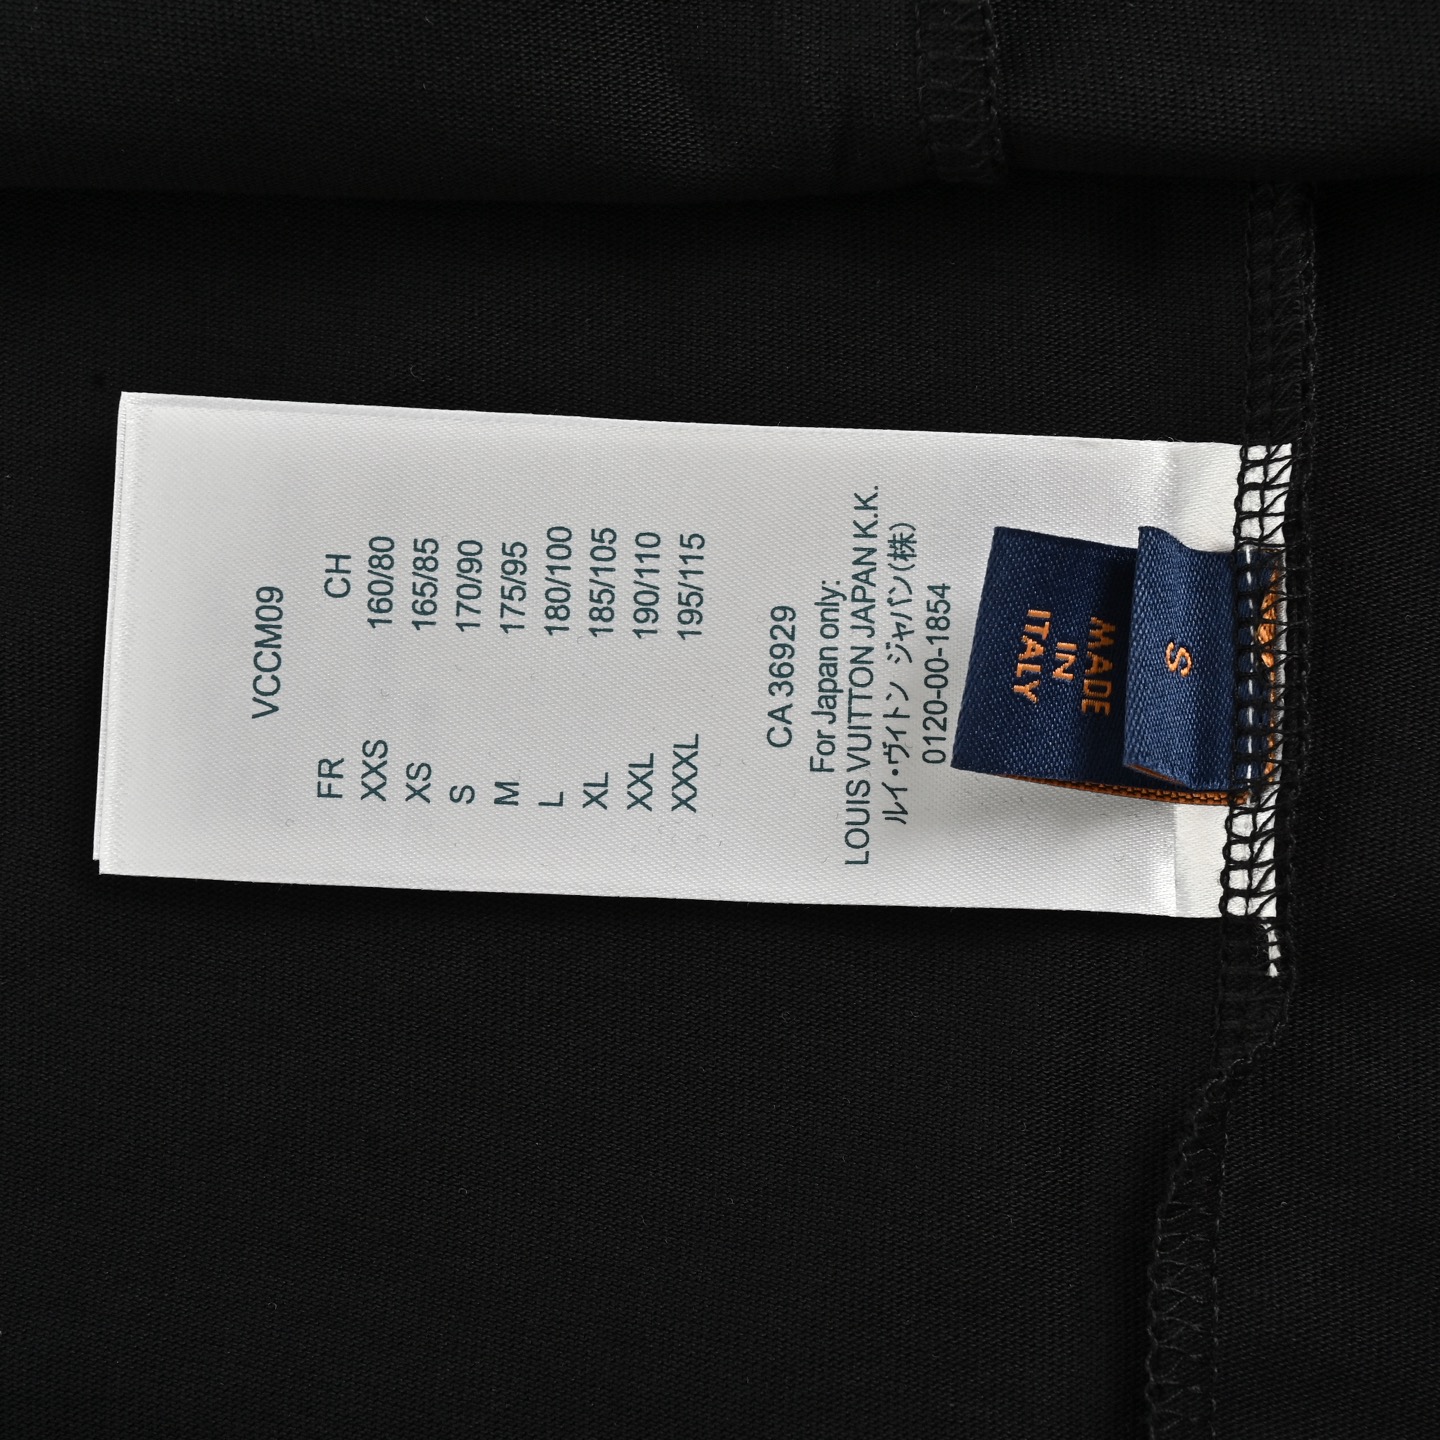 VCCM09
FR CH
XXS 160/80
XS 165/85
S 170/90
M 175/95
L 180/100
XL 185/105
XXL 190/110
XXXL 195/115
CA 36929
For Japan only:
LOUIS VUITTON JAPAN K.K.
ルイ・ヴィトン ジャパン(株)
0120-00-1854
MADE
IN
ITALY
S